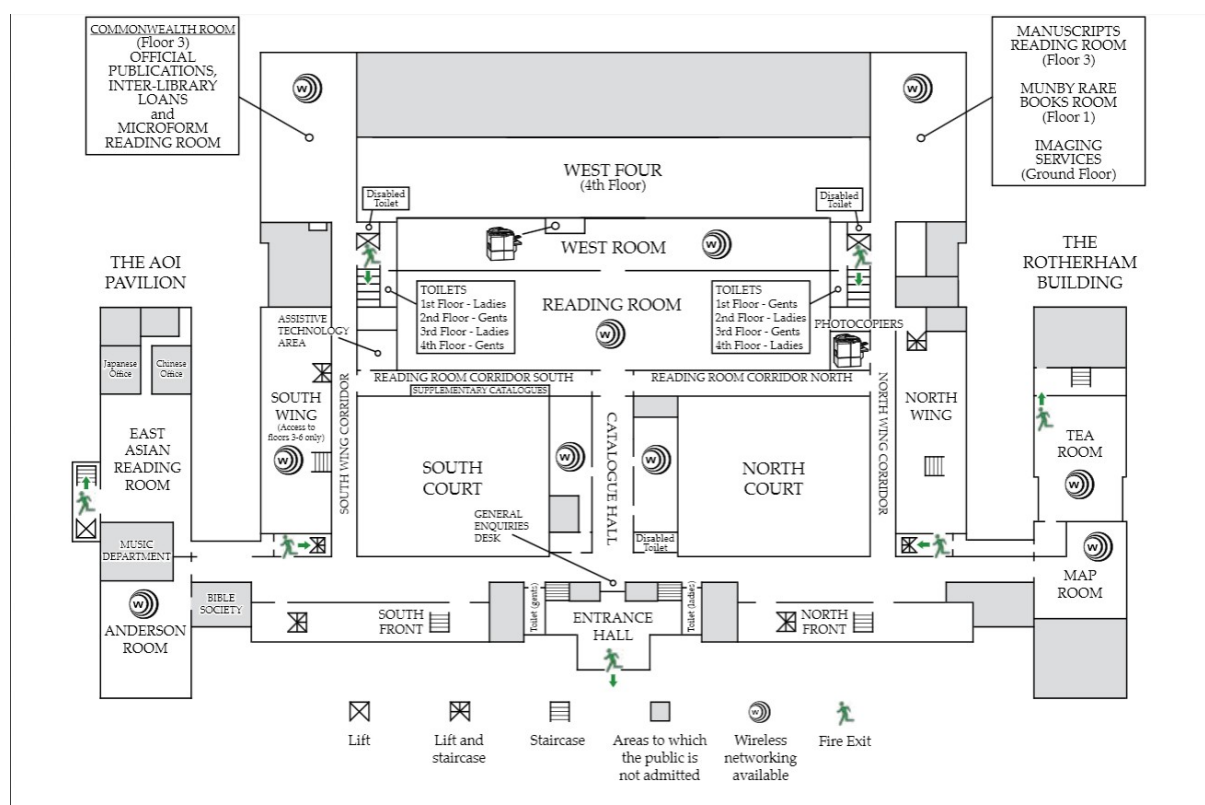 COMMONWEALTH ROOM
(Floor 3)
OFFICIAL
PUBLICATIONS,
INTER-LIBRARY
LOANS
and
MICROFORM
READING ROOM
W
W
MANUSCRIPTS
READING ROOM
(Floor 3)
MUNBY RARE
BOOKS ROOM
(Floor 1)
IMAGING
SERVICES
(Ground Floor)
WEST FOUR
(4th Floor)
Disabled
Toilet
Disabled
Toilet
WEST ROOM
W
THE AOI
PAVILION
THE
ROTHERHAM
BUILDING
TOILETS
1st Floor - Ladies
2nd Floor - Gents
3rd Floor - Ladies
4th Floor - Gents
READING ROOM
W
TOILETS
1st Floor - Gents
2nd Floor - Ladies
3rd Floor - Gents
4th Floor - Ladies
ASSISTIVE
TECHNOLOGY
AREA
PHOTOCOPIERS
Japanese
Office
Chinese
Office
READING ROOM CORRIDOR SOUTH
READING ROOM CORRIDOR NORTH
SUPPLEMENTARY CATALOGUES
SOUTH
WING
(Access to
floors 3-6 only)
W
SOUTH WING CORRIDOR
NORTH WING CORRIDOR
NORTH
WING
EAST
ASIAN
READING
ROOM
SOUTH
COURT
W
CATALOGUE HALL
W
NORTH
COURT
TEA
ROOM
W
GENERAL
ENQUIRIES
DESK
Disabled
Toilet
MUSIC
DEPARTMENT
W
MAP
ROOM
W
ANDERSON
ROOM
BIBLE
SOCIETY
SOUTH
FRONT
Toilet (gents)
ENTRANCE
HALL
Toilet (ladies)
NORTH
FRONT
W
Lift
Lift and
staircase
Staircase
Areas to which
the public is
not admitted
Wireless
networking
available
Fire Exit